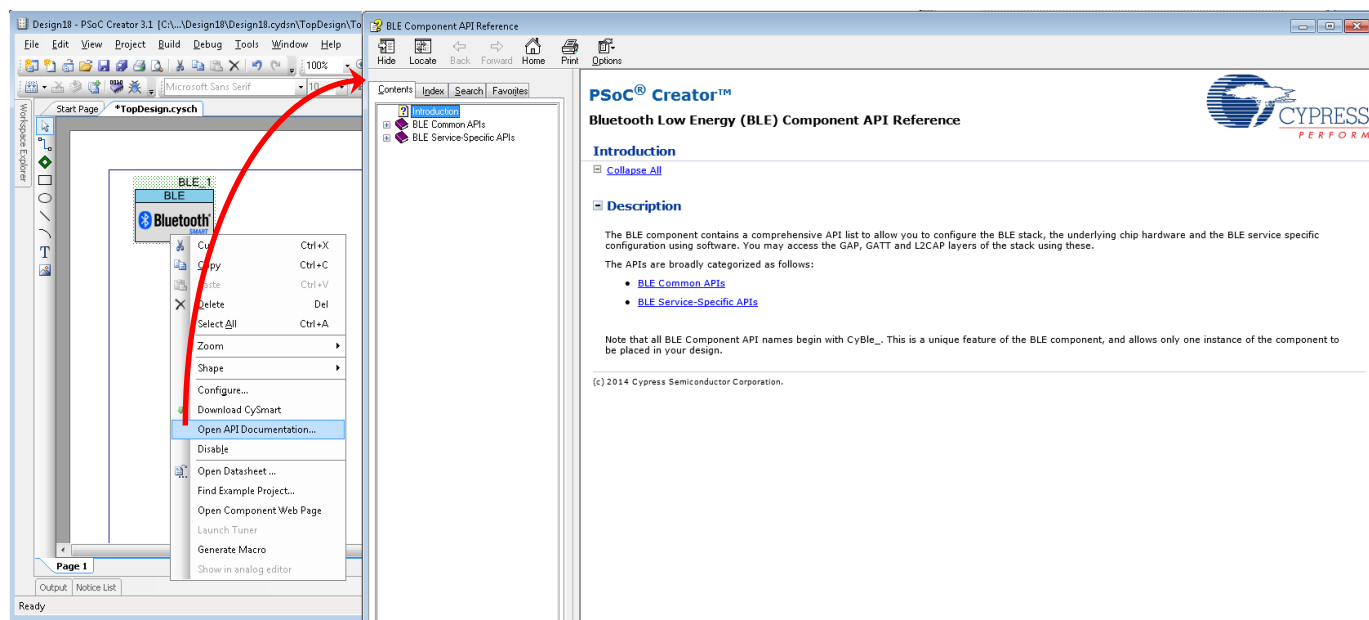 Design18 - PSoC Creator 3.1 [C:\...\Design18\Design18.cydsn\TopDesign\To
File Edit View Project Build Debug Tools Window Help
100%
Microsoft Sans Serif 10
Workspace Explorer
Start Page *TopDesign.cysch
BLE_1
BLE
Bluetooth
SMART
Cut Ctrl+X
Copy Ctrl+C
Paste Ctrl+V
Delete Del
Select All Ctrl+A
Zoom
Shape
Configure...
Download CySmart
Open API Documentation...
Disable
Open Datasheet ...
Find Example Project...
Open Component Web Page
Launch Tuner
Generate Macro
Show in analog editor
Page 1
Output Notice List
Ready
BLE Component API Reference
Hide Locate Back Forward Home Print Options
Contents Index Search Favorites
Introduction
BLE Common APIs
BLE Service-Specific APIs
PSoC® Creator™
Bluetooth Low Energy (BLE) Component API Reference
CYPRESS
PERFORM
Introduction
Collapse All
Description
The BLE component contains a comprehensive API list to allow you to configure the BLE stack, the underlying chip hardware and the BLE service specific
configuration using software. You may access the GAP, GATT and L2CAP layers of the stack using these.
The APIs are broadly categorized as follows:
• BLE Common APIs
• BLE Service-Specific APIs
Note that all BLE Component API names begin with CyBle_. This is a unique feature of the BLE component, and allows only one instance of the component to
be placed in your design.
(c) 2014 Cypress Semiconductor Corporation.